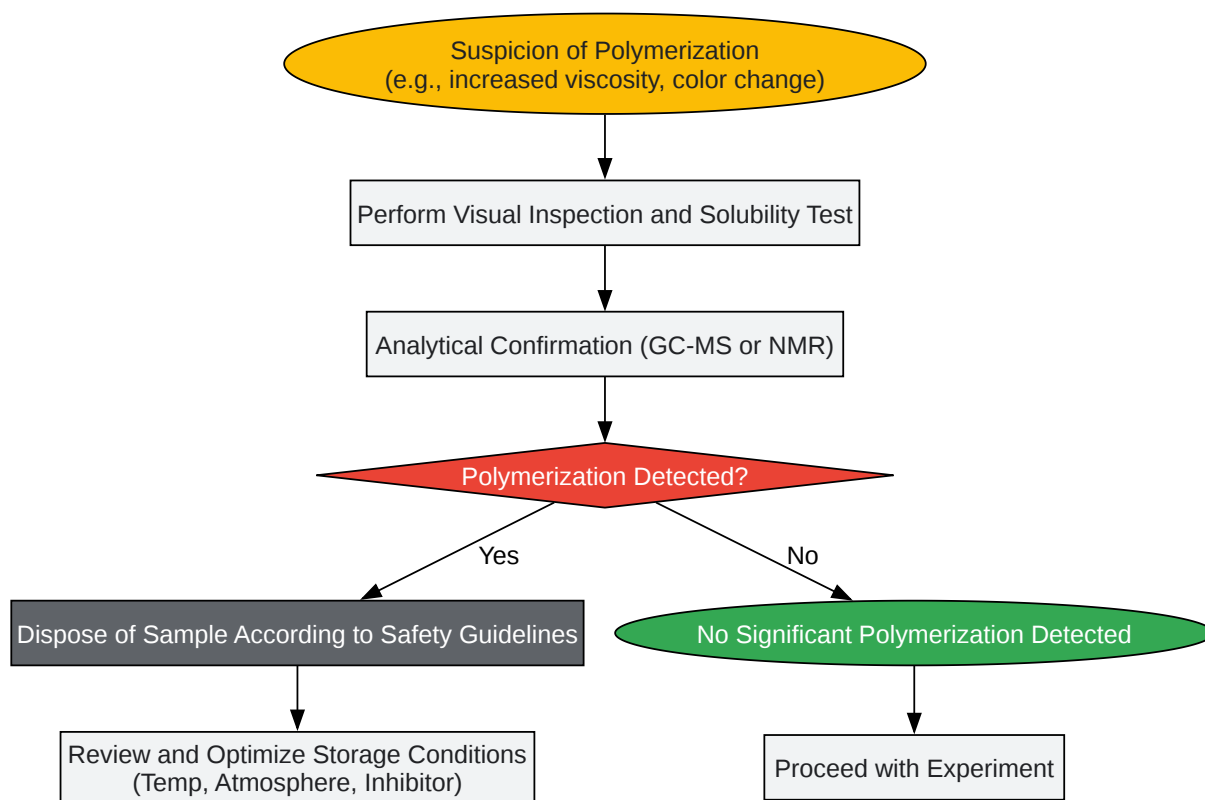 Suspicion of Polymerization
(e.g., increased viscosity, color change)
Perform Visual Inspection and Solubility Test
Analytical Confirmation (GC-MS or NMR)
Polymerization Detected?
Yes
No
Dispose of Sample According to Safety Guidelines
No Significant Polymerization Detected
Review and Optimize Storage Conditions
(Temp, Atmosphere, Inhibitor)
Proceed with Experiment